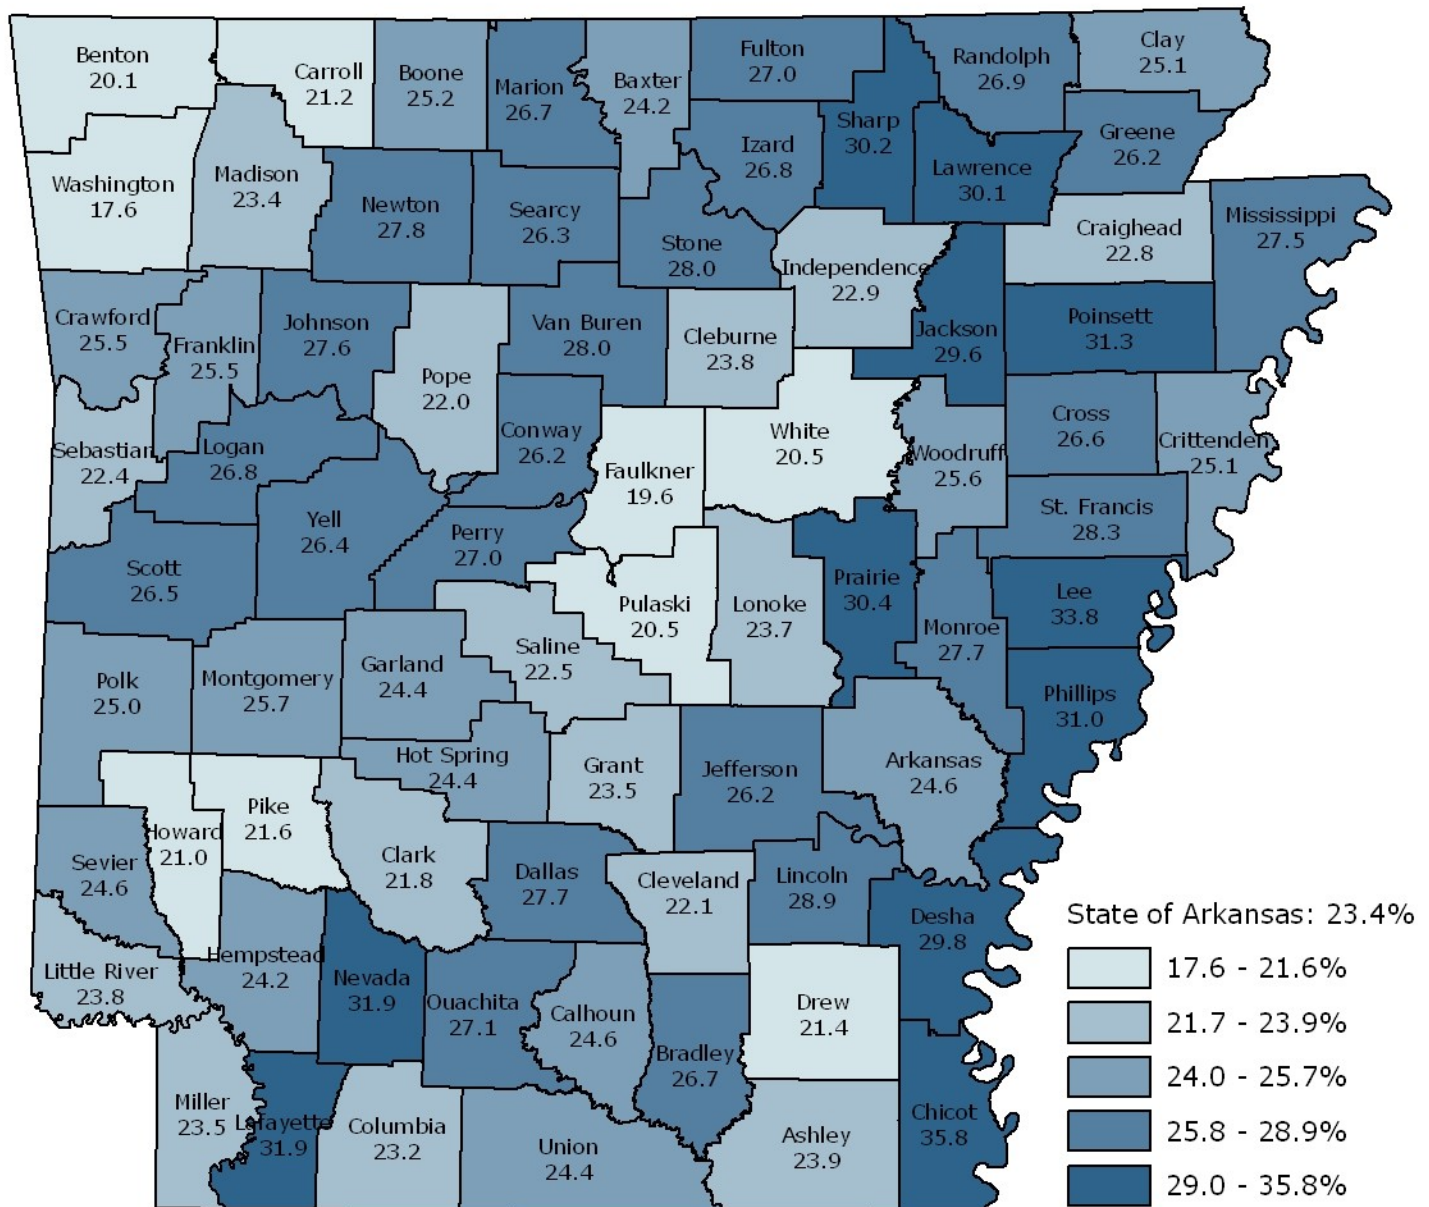 Benton
20.1
Carroll
21.2
Boone
25.2
Marion
26.7
Baxter
24.2
Fulton
27.0
Sharp
30.2
Randolph
26.9
Clay
25.1
Washington
17.6
Madison
23.4
Newton
27.8
Searcy
26.3
Stone
28.0
Izard
26.8
Lawrence
30.1
Greene
26.2
Independence
22.9
Craighead
22.8
Mississippi
27.5
Crawford
25.5
Franklin
25.5
Johnson
27.6
Pope
22.0
Van Buren
28.0
Cleburne
23.8
Jackson
29.6
Poinsett
31.3
Sebastian
22.4
Logan
26.8
Conway
26.2
Faulkner
19.6
White
20.5
Woodruff
25.6
Cross
26.6
Crittenden
25.1
Scott
26.5
Yell
26.4
Perry
27.0
Pulaski
20.5
Lonoke
23.7
Prairie
30.4
St. Francis
28.3
Lee
33.8
Monroe
27.7
Phillips
31.0
Polk
25.0
Montgomery
25.7
Garland
24.4
Saline
22.5
Hot Spring
24.4
Grant
23.5
Jefferson
26.2
Arkansas
24.6
Sevier
24.6
Howard
21.0
Pike
21.6
Clark
21.8
Dallas
27.7
Cleveland
22.1
Lincoln
28.9
Desha
29.8
Little River
23.8
Hempstead
24.2
Nevada
31.9
Ouachita
27.1
Calhoun
24.6
Bradley
26.7
Drew
21.4
Miller
23.5
Lafayette
31.9
Columbia
23.2
Union
24.4
Ashley
23.9
Chicot
35.8
State of Arkansas: 23.4%
17.6 - 21.6%
21.7 - 23.9%
24.0 - 25.7%
25.8 - 28.9%
29.0 - 35.8%